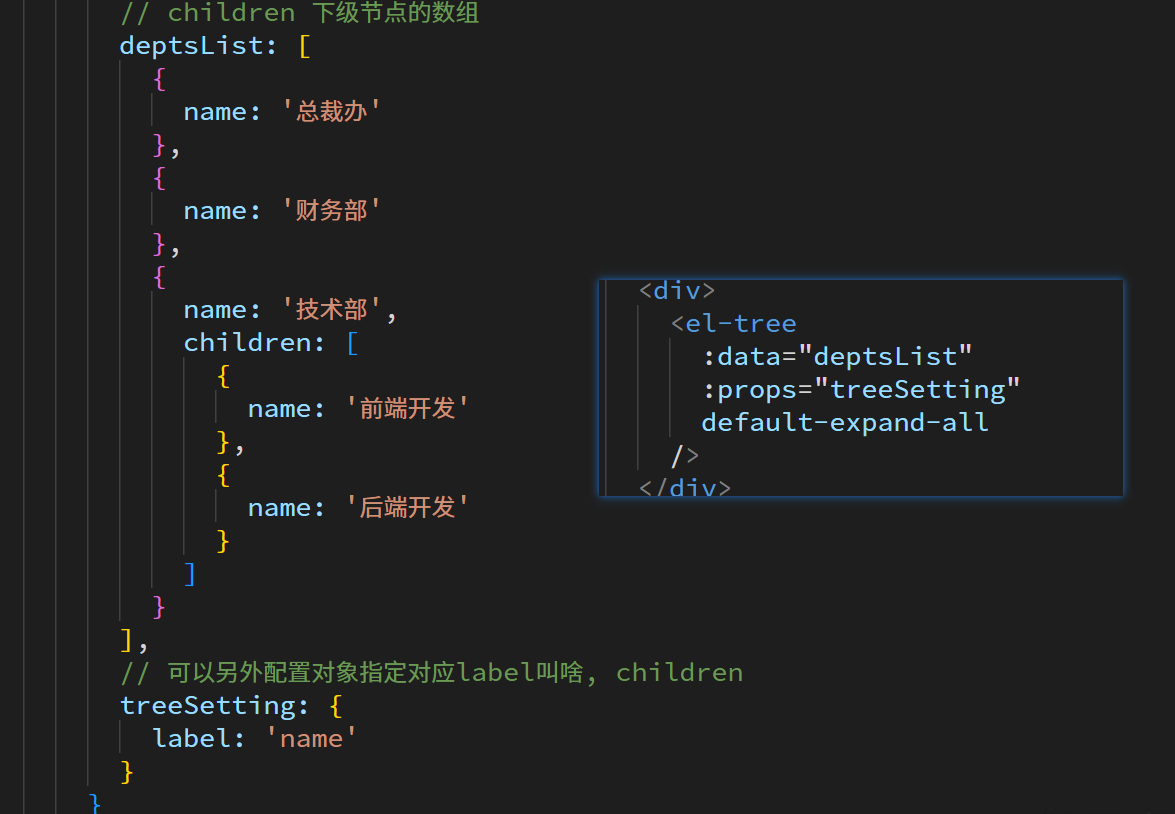 // children 下级节点的数组
deptsList: [
{
name: '总裁办'
},
{
name: '财务部'
},
{
name: '技术部',
children: [
{
name: '前端开发'
},
{
name: '后端开发'
}
]
}
],
// 可以另外配置对象指定对应label叫啥, children
treeSetting: {
label: 'name'
}
}
<div>
<el-tree
:data="deptsList"
:props="treeSetting"
default-expand-all
/>
</div>